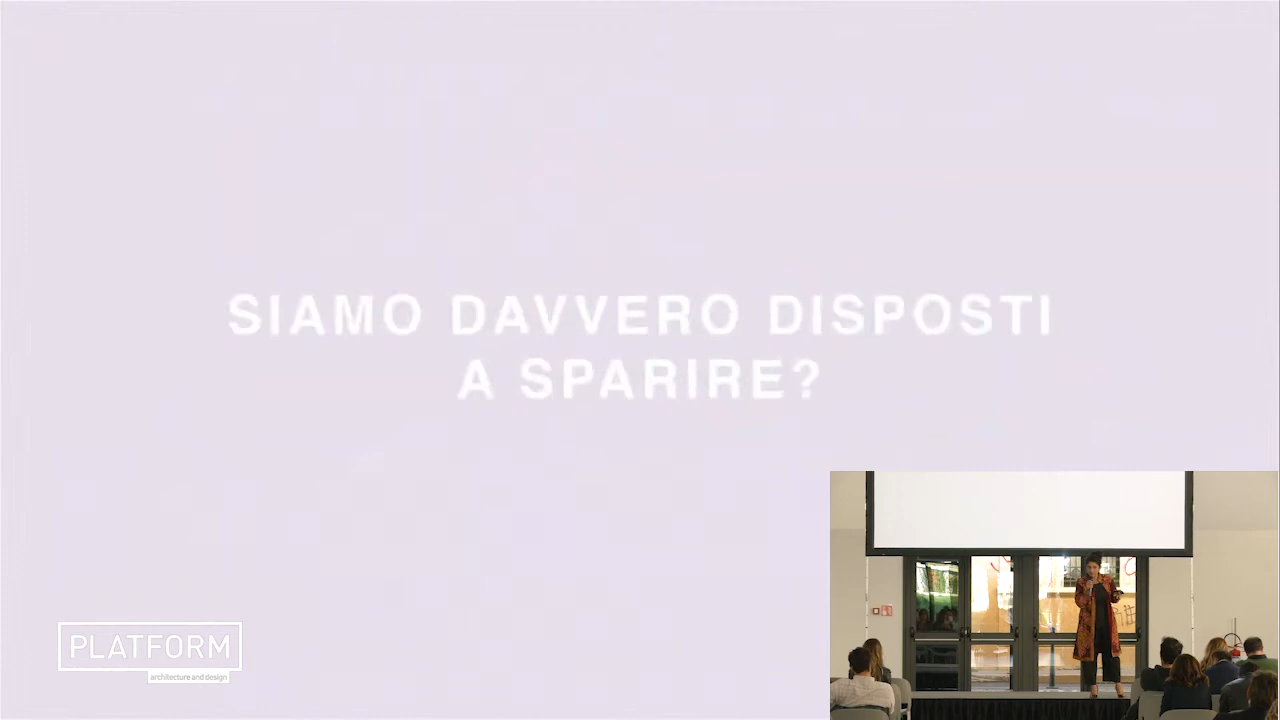 SIAMO DAVVERO DISPOSTI
A SPARIRE?
PLATFORM
architecture and design